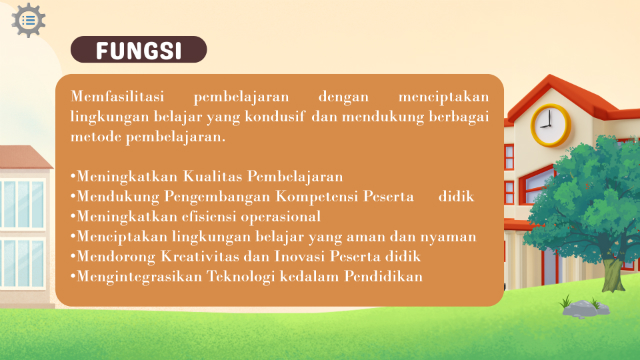 FUNGSI
Memfasilitasi pembelajaran dengan menciptakan
lingkungan belajar yang kondusif dan mendukung berbagai
metode pembelajaran.
•Meningkatkan Kualitas Pembelajaran
•Mendukung Pengembangan Kompetensi Peserta didik
•Meningkatkan efisiensi operasional
•Menciptakan lingkungan belajar yang aman dan nyaman
•Mendorong Kreativitas dan Inovasi Peserta didik
•Mengintegrasikan Teknologi kedalam Pendidikan